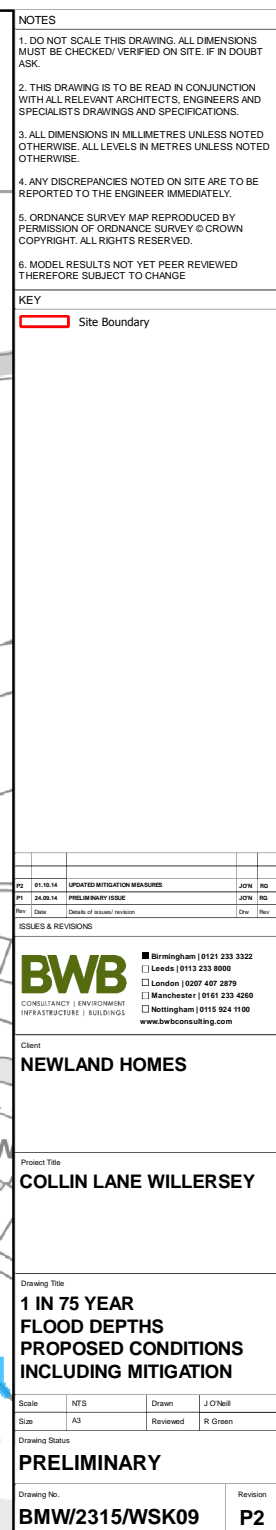 NOTES
1. DO NOT SCALE THIS DRAWING. ALL DIMENSIONS
MUST BE CHECKED/ VERIFIED ON SITE. IF IN DOUBT
ASK.
2. THIS DRAWING IS TO BE READ IN CONJUNCTION
WITH ALL RELEVANT ARCHITECTS, ENGINEERS AND
SPECIALISTS DRAWINGS AND SPECIFICATIONS.
3. ALL DIMENSIONS IN MILLIMETRES UNLESS NOTED
OTHERWISE. ALL LEVELS IN METRES UNLESS NOTED
OTHERWISE.
4. ANY DISCREPANCIES NOTED ON SITE ARE TO BE
REPORTED TO THE ENGINEER IMMEDIATELY.
5. ORDNANCE SURVEY MAP REPRODUCED BY
PERMISSION OF ORDNANCE SURVEY © CROWN
COPYRIGHT. ALL RIGHTS RESERVED.
6. MODEL RESULTS NOT YET PEER REVIEWED
THEREFORE SUBJECT TO CHANGE
KEY
Site Boundary
P2 01.10.14 UPDATED MITIGATION MEASURES JO'N RG
P1 24.09.14 PRELIMINARY ISSUE JO'N RG
Rev Date Details of issues/ revision Drw Rev
ISSUES & REVISIONS
BWB
CONSULTANCY | ENVIRONMENT
INFRASTRUCTURE | BUILDINGS
Birmingham | 0121 233 3322
Leeds | 0113 233 8000
London | 0207 407 2879
Manchester | 0161 233 4260
Nottingham | 0115 924 1100
www.bwbconsulting.com
Client
NEWLAND HOMES
Project Title
COLLIN LANE WILLERSEY
Drawing Title
1 IN 75 YEAR
FLOOD DEPTHS
PROPOSED CONDITIONS
INCLUDING MITIGATION
Scale NTS Drawn J O'Neill
Size A3 Reviewed R Green
Drawing Status
PRELIMINARY
Drawing No. Revision
BMW/2315/WSK09 P2